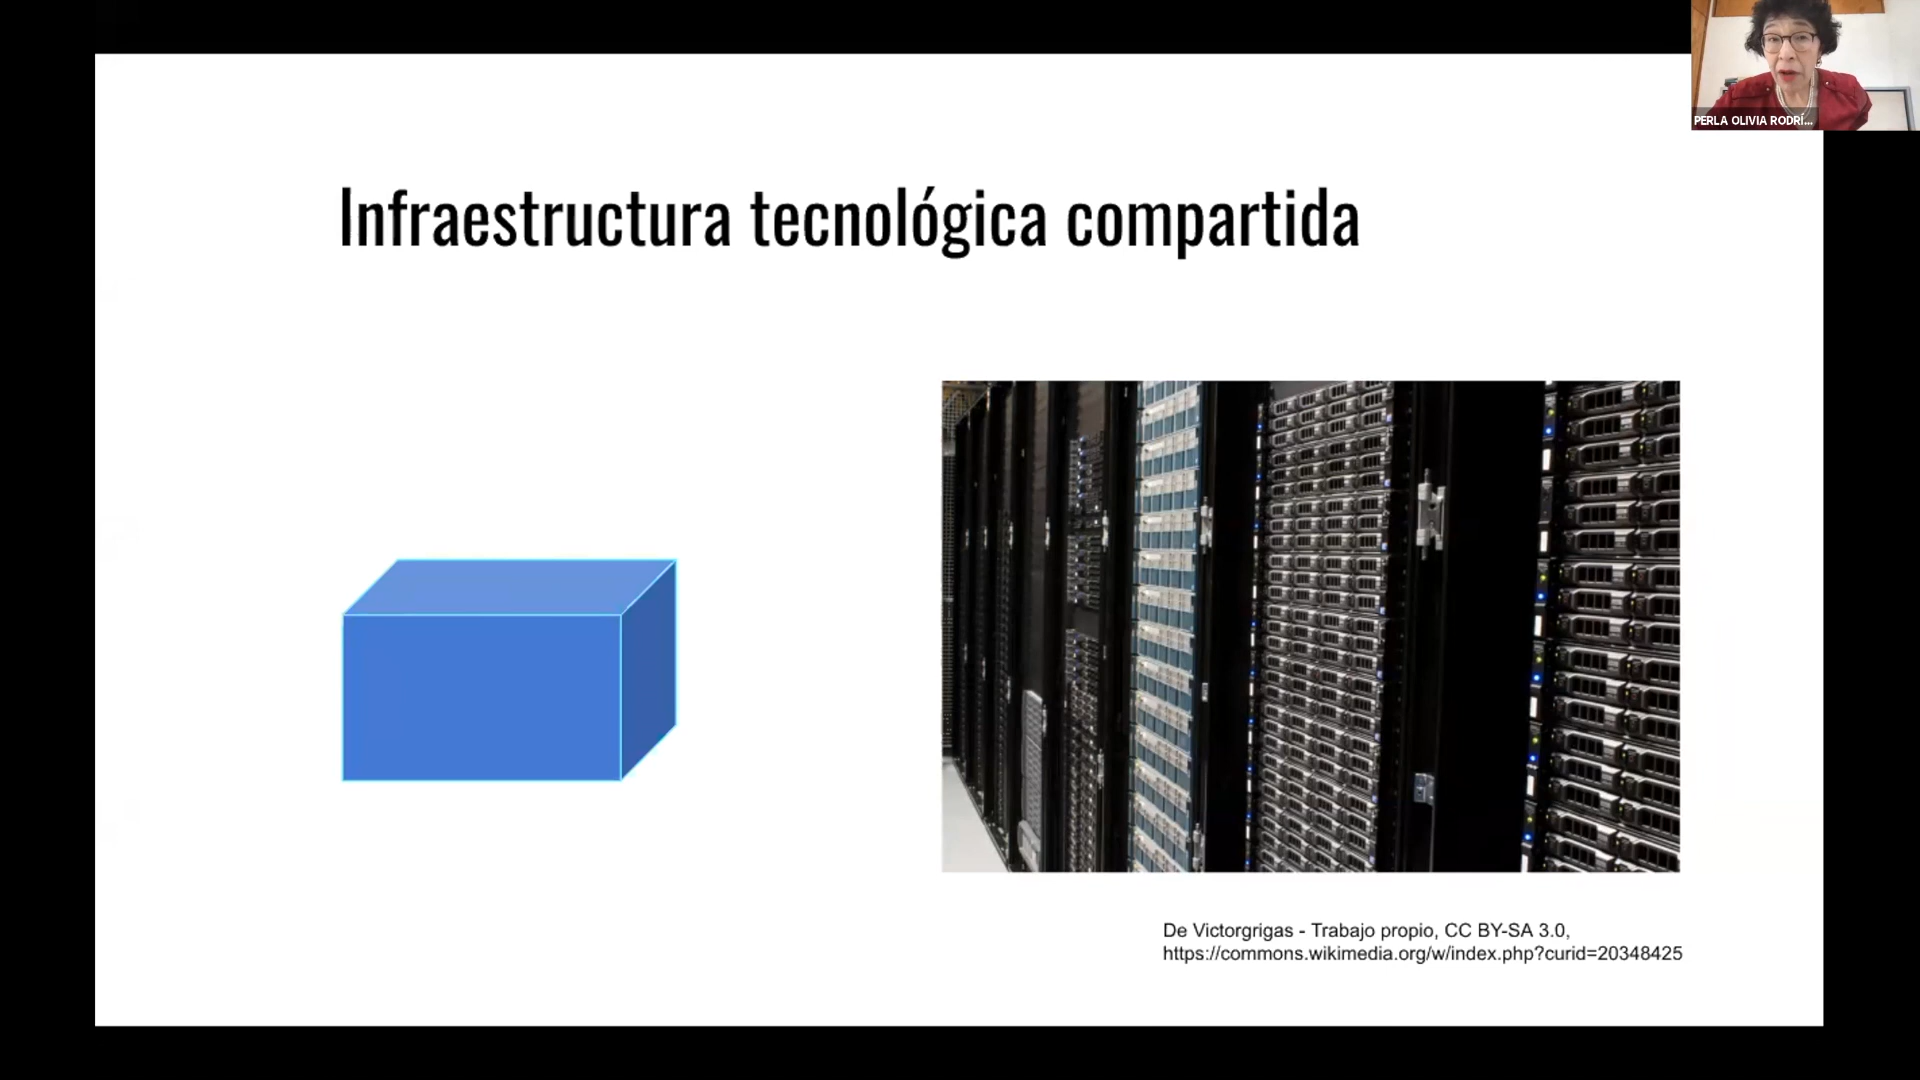 PERLA OLIVIA RODRÍ...
Infraestructura tecnológica compartida
De Victorgrigas - Trabajo propio, CC BY-SA 3.0,
https://commons.wikimedia.org/w/index.php?curid=20348425